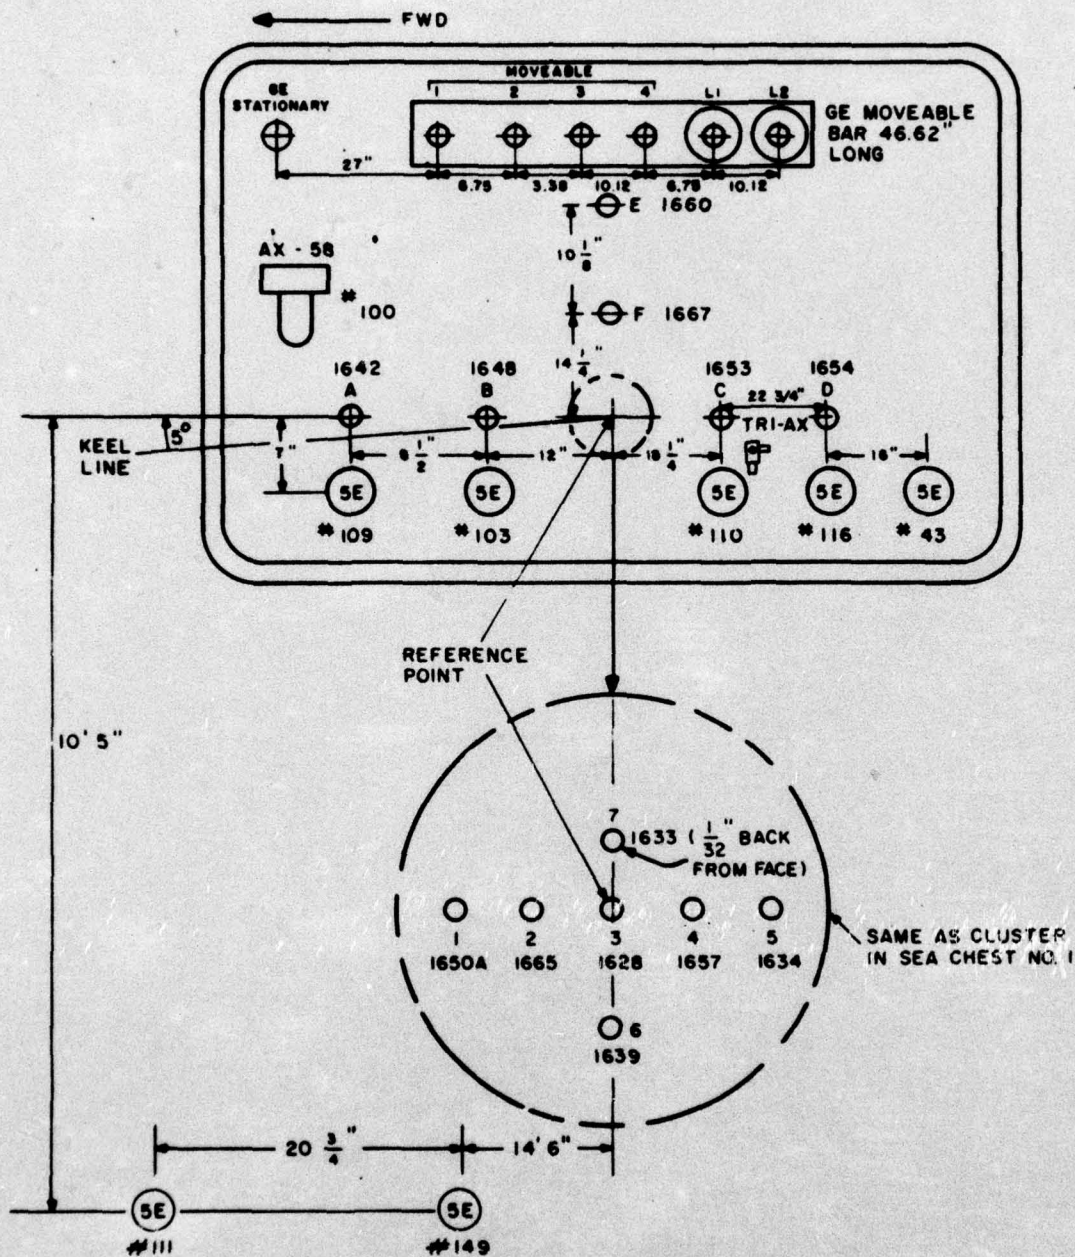 FWD
MOVEABLE
GE
STATIONARY
1 2 3 4 L1 L2
GE MOVEABLE
BAR 46.62"
LONG
27"
6.75 3.38 10.12 6.75 10.12
E 1660
10 1/8"
AX - 58
# 100
F 1667
14 1/4"
1642
A
1648
B
1653
C
1654
D
22 3/4"
TRI-AX
KEEL
LINE
5°
7"
12"
18 1/4
16"
5E
#109
5E
#103
5E
#110
5E
#116
5E
#43
REFERENCE
POINT
10' 5"
7
1633 ( 1/32" BACK
FROM FACE)
1 2 3 4 5
1650A 1665 1628 1657 1634
SAME AS CLUSTER
IN SEA CHEST NO. 1
6
1639
20 3/4"
14' 6"
5E
#111
5E
#149